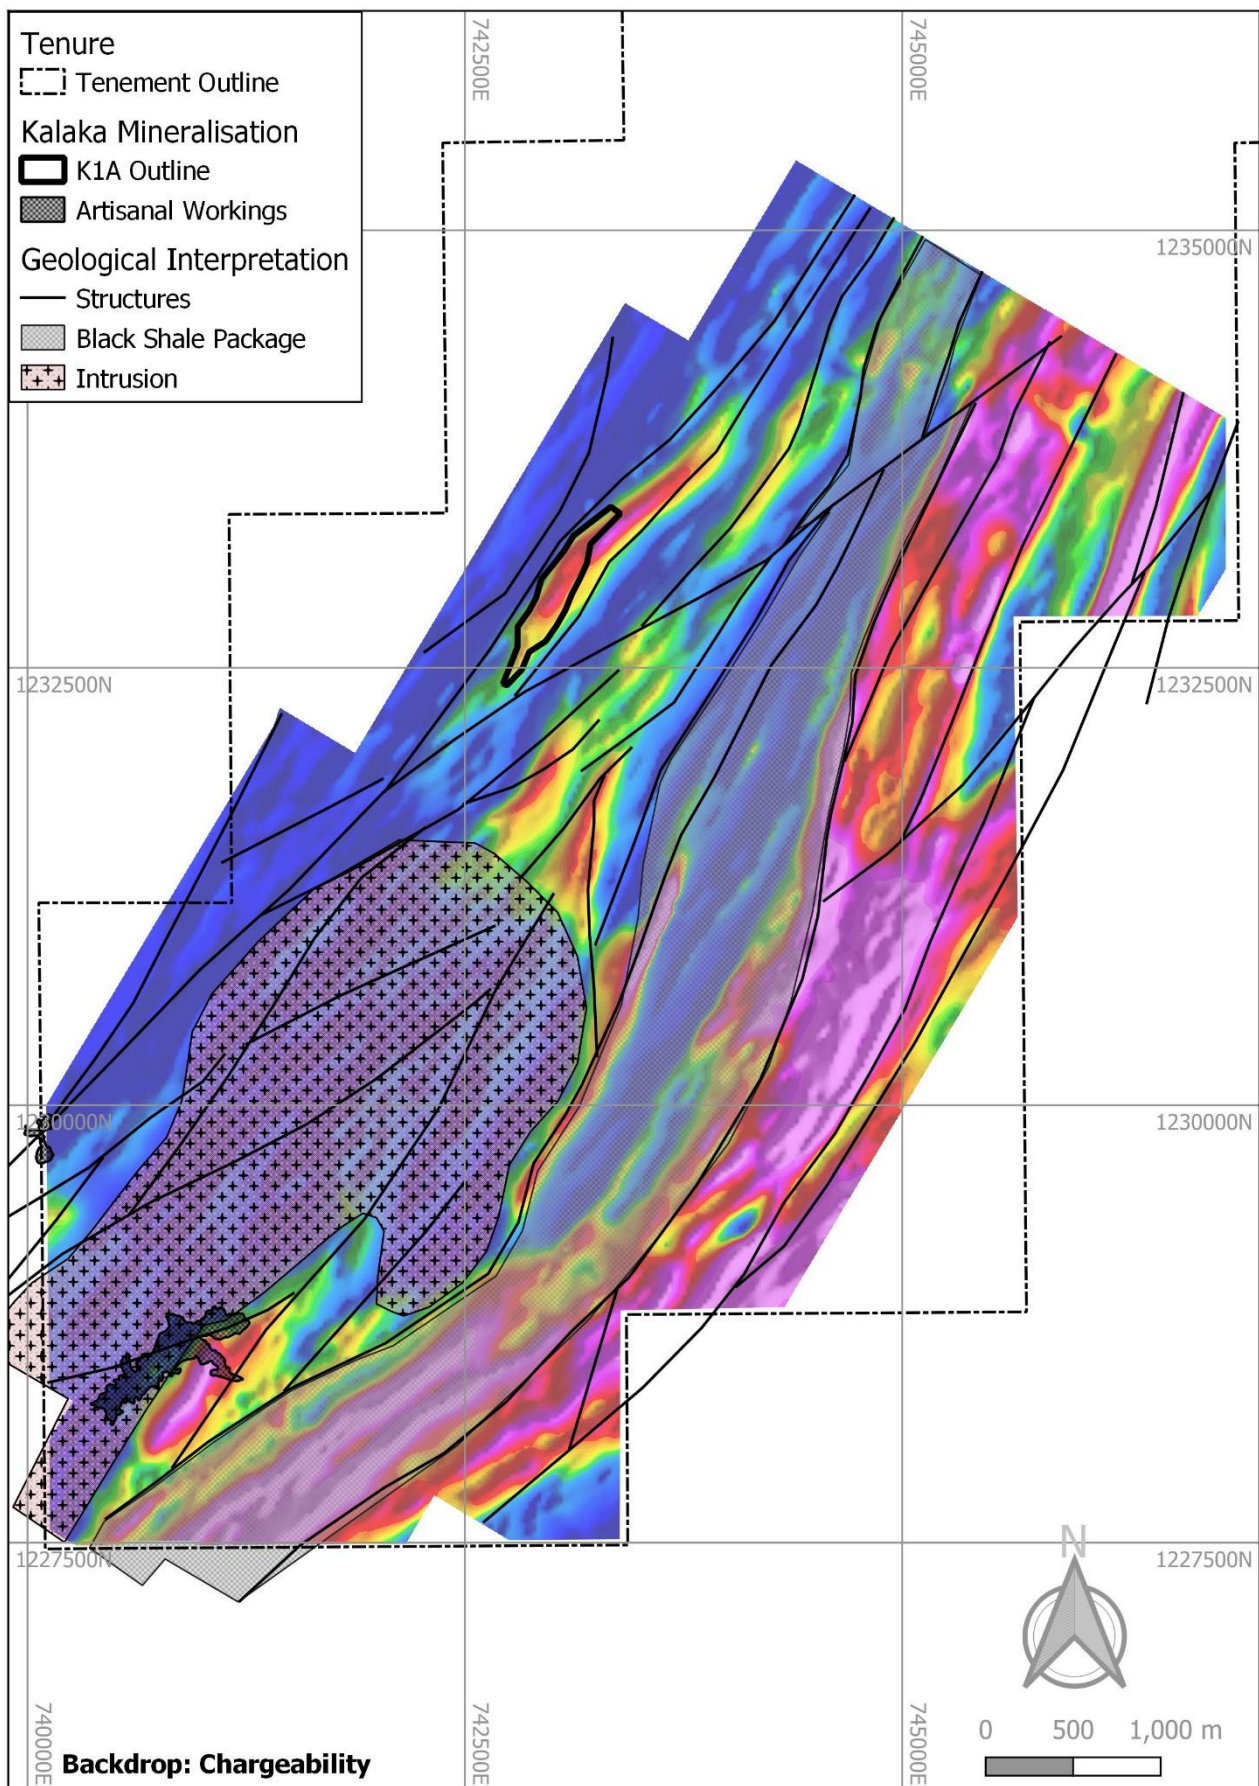 Tenure
Tenement Outline
Kalaka Mineralisation
K1A Outline
Artisanal Workings
Geological Interpretation
Structures
Black Shale Package
Intrusion
742500E
745000E
1235000N
1232500N
1232500N
1230000N
1230000N
1227500N
1227500N
N
0 500 1,000 m
740000E
742500E
745000E
Backdrop: Chargeability